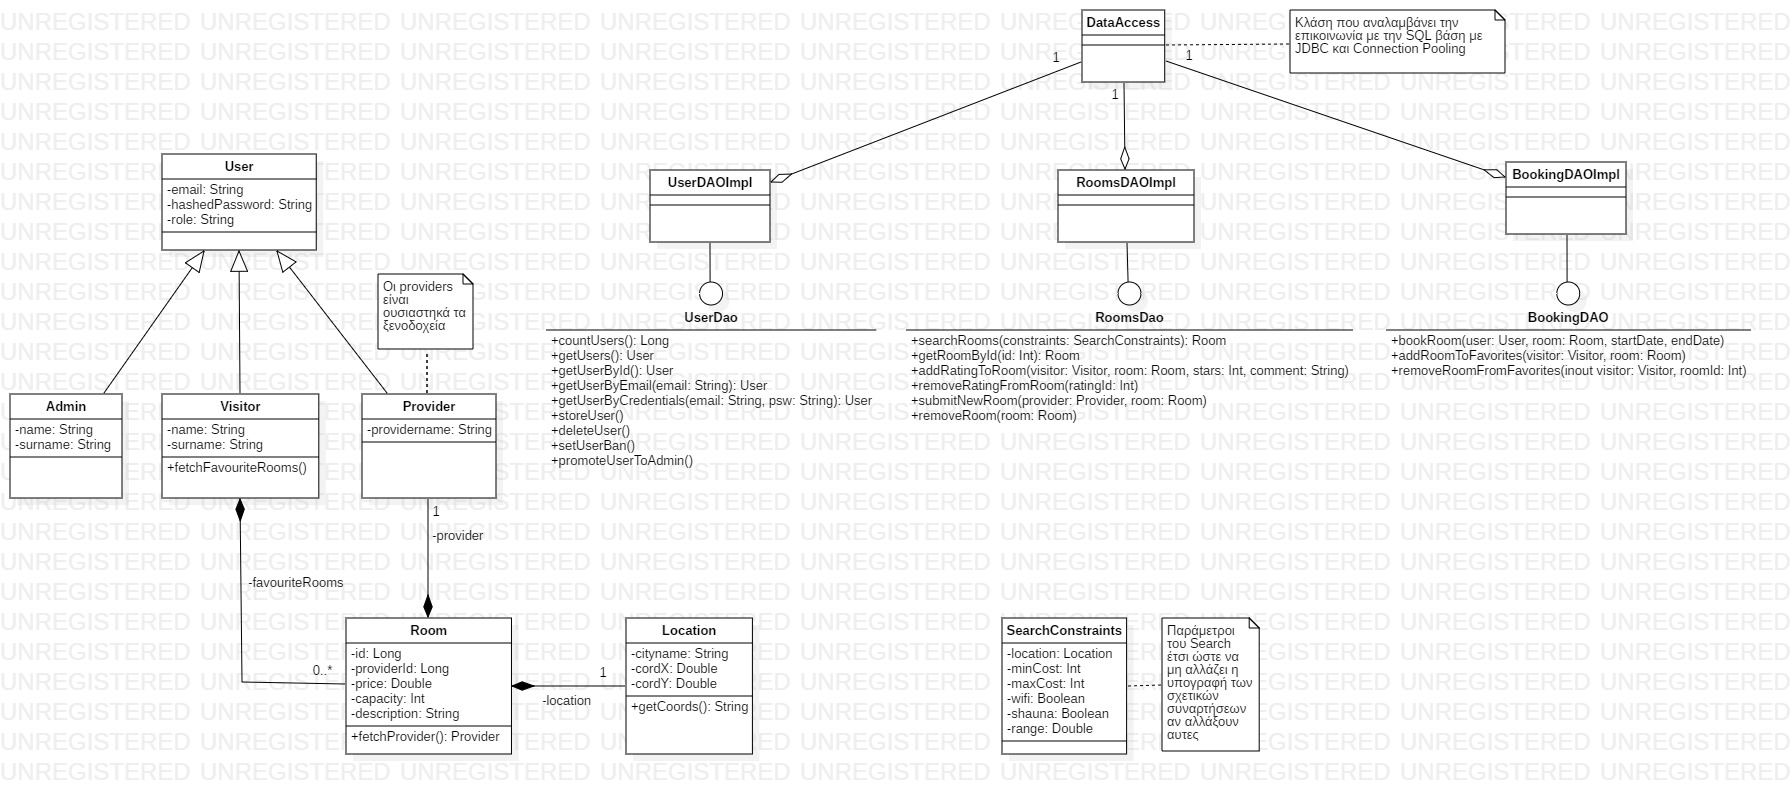 DataAccess
Κλάση που αναλαμβάνει την
επικοινωνία με την SQL βάση με
JDBC και Connection Pooling
1
1
1
User
-email: String
-hashedPassword: String
-role: String
UserDAOImpl
RoomsDAOImpl
BookingDAOImpl
Οι providers
είναι
ουσιαστηκά τα
ξενοδοχεία
UserDao
+countUsers(): Long
+getUsers(): User
+getUserById(): User
+getUserByEmail(email: String): User
+getUserByCredentials(email: String, psw: String): User
+storeUser()
+deleteUser()
+setUserBan()
+promoteUserToAdmin()
RoomsDao
+searchRooms(constraints: SearchConstraints): Room
+getRoomById(id: Int): Room
+addRatingToRoom(visitor: Visitor, room: Room, stars: Int, comment: String)
+removeRatingFromRoom(ratingId: Int)
+submitNewRoom(provider: Provider, room: Room)
+removeRoom(room: Room)
BookingDAO
+bookRoom(user: User, room: Room, startDate, endDate)
+addRoomToFavorites(visitor: Visitor, room: Room)
+removeRoomFromFavorites(inout visitor: Visitor, roomId: Int)
Admin
-name: String
-surname: String
Visitor
-name: String
-surname: String
+fetchFavouriteRooms()
Provider
-providername: String
1
-provider
-favouriteRooms
0..*
Room
-id: Long
-providerId: Long
-price: Double
-capacity: Int
-description: String
+fetchProvider(): Provider
1
-location
Location
-cityname: String
-cordX: Double
-cordY: Double
+getCoords(): String
SearchConstraints
-location: Location
-minCost: Int
-maxCost: Int
-wifi: Boolean
-shauna: Boolean
-range: Double
Παράμετροι
του Search
έτσι ώστε να
μη αλλάζει η
υπογραφή των
σχετικών
συναρτήσεων
αν αλλάξουν
αυτες
UNREGISTERED